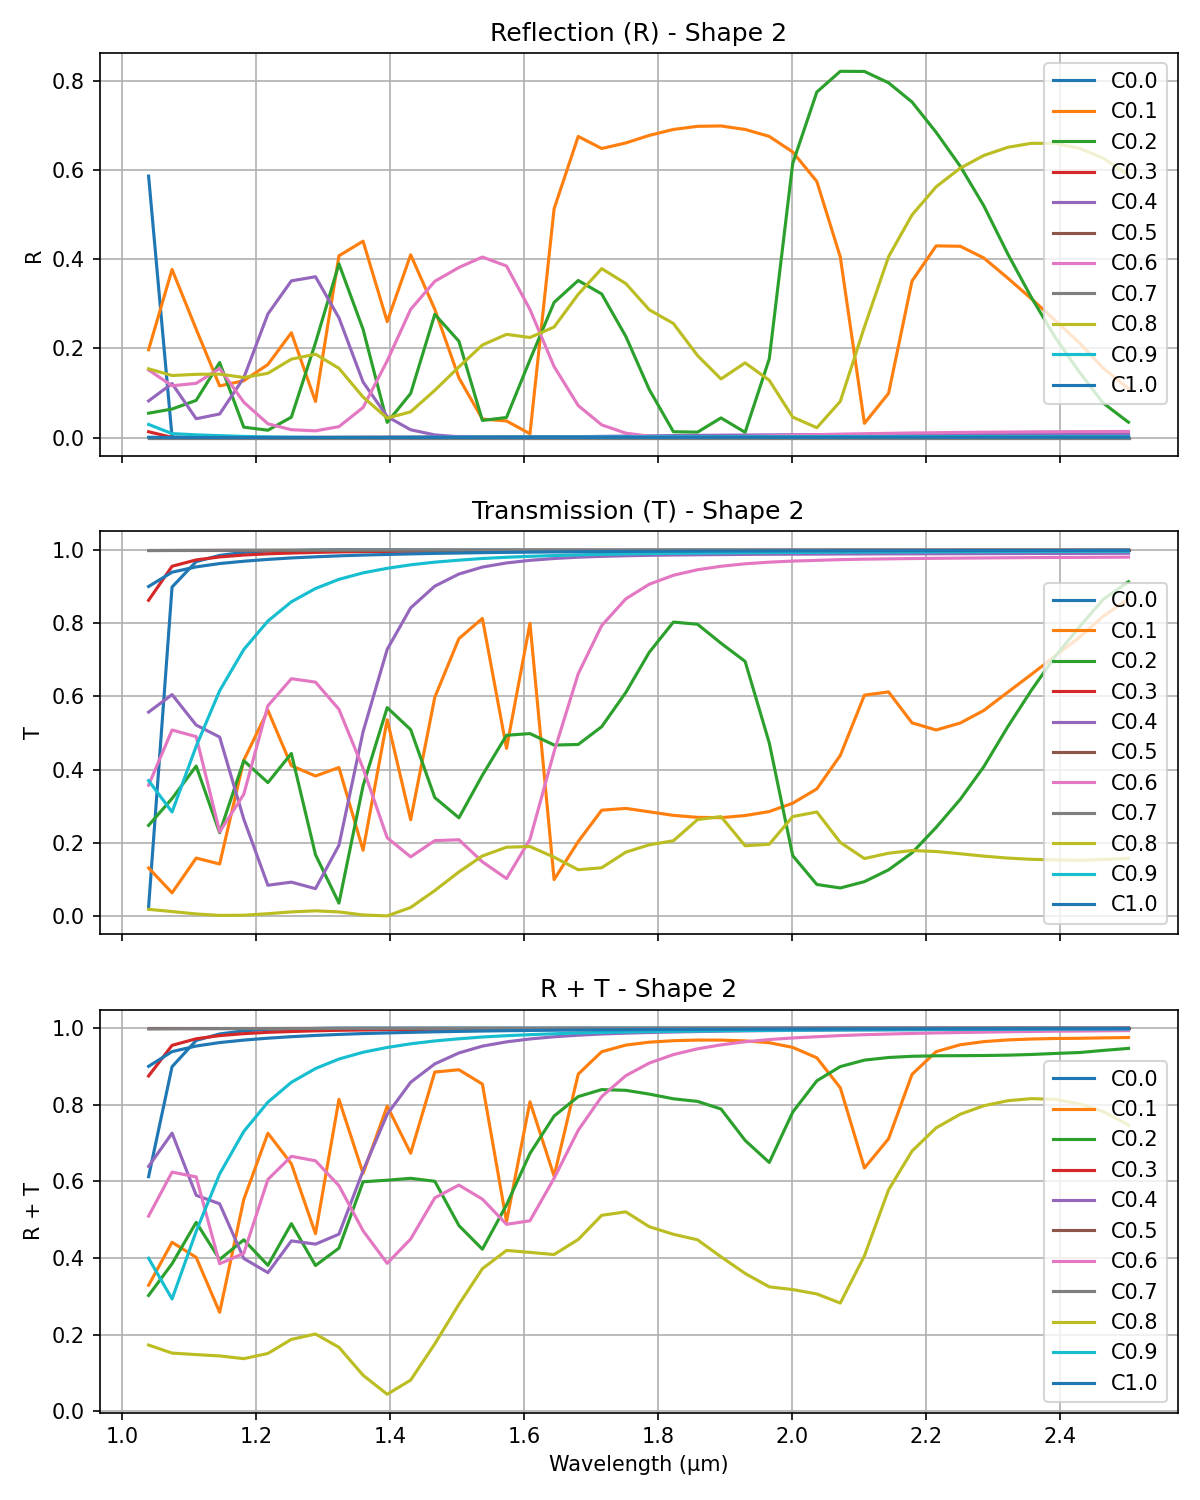 Reflection (R) - Shape 2
R
0.8
0.6
0.4
0.2
0.0
C0.0
C0.1
C0.2
C0.3
C0.4
C0.5
C0.6
C0.7
C0.8
C0.9
C1.0
Transmission (T) - Shape 2
T
1.0
0.8
0.6
0.4
0.2
0.0
C0.0
C0.1
C0.2
C0.3
C0.4
C0.5
C0.6
C0.7
C0.8
C0.9
C1.0
R + T - Shape 2
R + T
1.0
0.8
0.6
0.4
0.2
0.0
C0.0
C0.1
C0.2
C0.3
C0.4
C0.5
C0.6
C0.7
C0.8
C0.9
C1.0
1.0 1.2 1.4 1.6 1.8 2.0 2.2 2.4
Wavelength (μm)